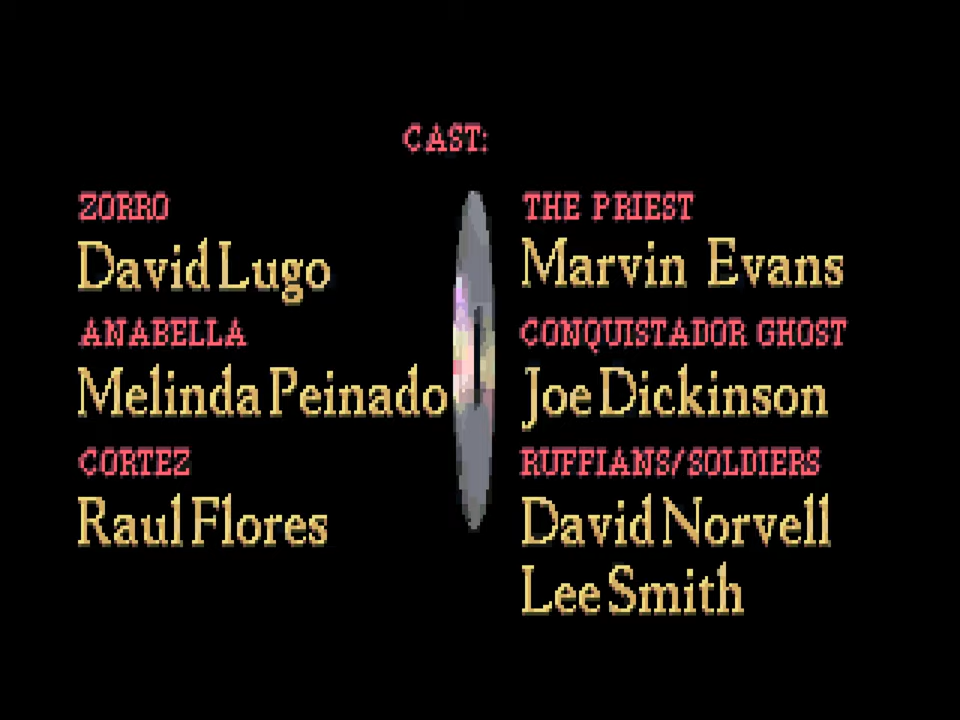 CAST:
ZORRO
David Lugo
ANABELLA
Melinda Peinado
CORTEZ
Raul Flores
THE PRIEST
Marvin Evans
CONQUISTADOR GHOST
Joe Dickinson
RUFFIANS/SOLDIERS
David Norvell
Lee Smith